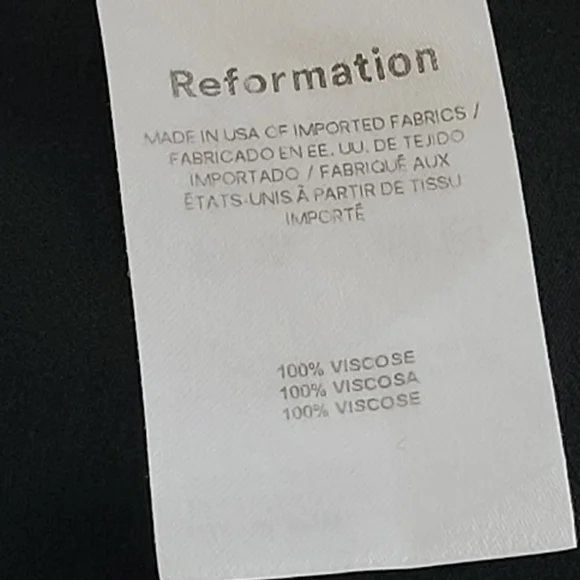 Reformation
MADE IN USA OF IMPORTED FABRICS /
FABRICADO EN EE. UU. DE TEJIDO
IMPORTADO / FABRIQUÉ AUX
ÉTATS-UNIS À PARTIR DE TISSU
IMPORTÉ
100% VISCOSE
100% VISCOSA
100% VISCOSE